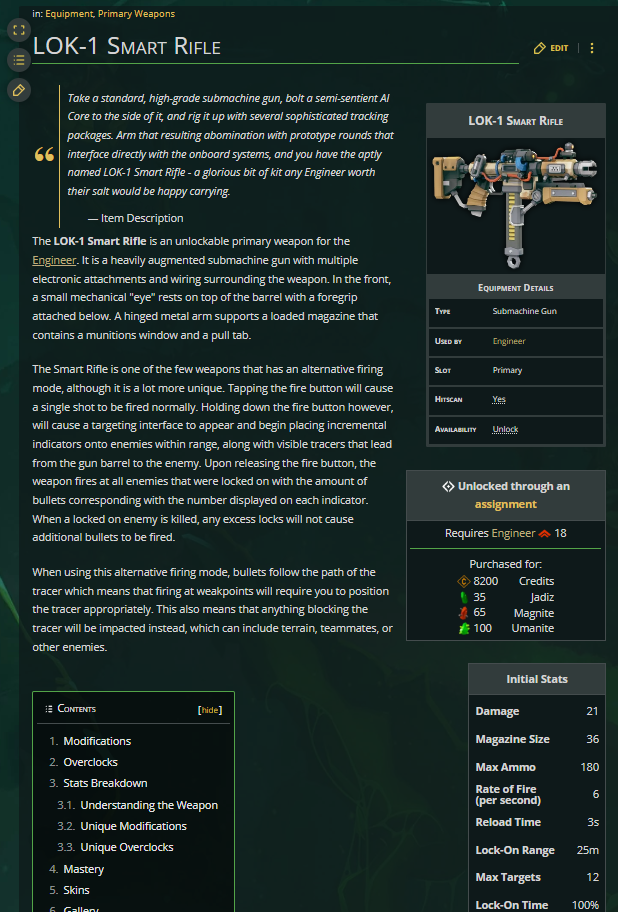 in: Equipment, Primary Weapons
LOK-1 Smart Rifle
EDIT
Take a standard, high-grade submachine gun, bolt a semi-sentient AI
Core to the side of it, and rig it up with several sophisticated tracking
packages. Arm that resulting abomination with prototype rounds that
interface directly with the onboard systems, and you have the aptly
named LOK-1 Smart Rifle - a glorious bit of kit any Engineer worth
their salt would be happy carrying.
— Item Description
The LOK-1 Smart Rifle is an unlockable primary weapon for the
Engineer. It is a heavily augmented submachine gun with multiple
electronic attachments and wiring surrounding the weapon. In the front,
a small mechanical "eye" rests on top of the barrel with a foregrip
attached below. A hinged metal arm supports a loaded magazine that
contains a munitions window and a pull tab.
The Smart Rifle is one of the few weapons that has an alternative firing
mode, although it is a lot more unique. Tapping the fire button will cause
a single shot to be fired normally. Holding down the fire button however,
will cause a targeting interface to appear and begin placing incremental
indicators onto enemies within range, along with visible tracers that lead
from the gun barrel to the enemy. Upon releasing the fire button, the
weapon fires at all enemies that were locked on with the amount of
bullets corresponding with the number displayed on each indicator.
When a locked on enemy is killed, any excess locks will not cause
additional bullets to be fired.
When using this alternative firing mode, bullets follow the path of the
tracer which means that firing at weakpoints will require you to position
the tracer appropriately. This also means that anything blocking the
tracer will be impacted instead, which can include terrain, teammates, or
other enemies.
Contents [hide]
1. Modifications
2. Overclocks
3. Stats Breakdown
3.1. Understanding the Weapon
3.2. Unique Modifications
3.3. Unique Overclocks
4. Mastery
5. Skins
6. Gallery
LOK-1 Smart Rifle
Equipment Details
Type Submachine Gun
Used by Engineer
Slot Primary
Hitscan Yes
Availability Unlock
Unlocked through an
assignment
Requires Engineer 18
Purchased for:
8200 Credits
35 Jadiz
65 Magnite
100 Umanite
Initial Stats
Damage 21
Magazine Size 36
Max Ammo 180
Rate of Fire
(per second) 6
Reload Time 3s
Lock-On Range 25m
Max Targets 12
Lock-On Time 100%